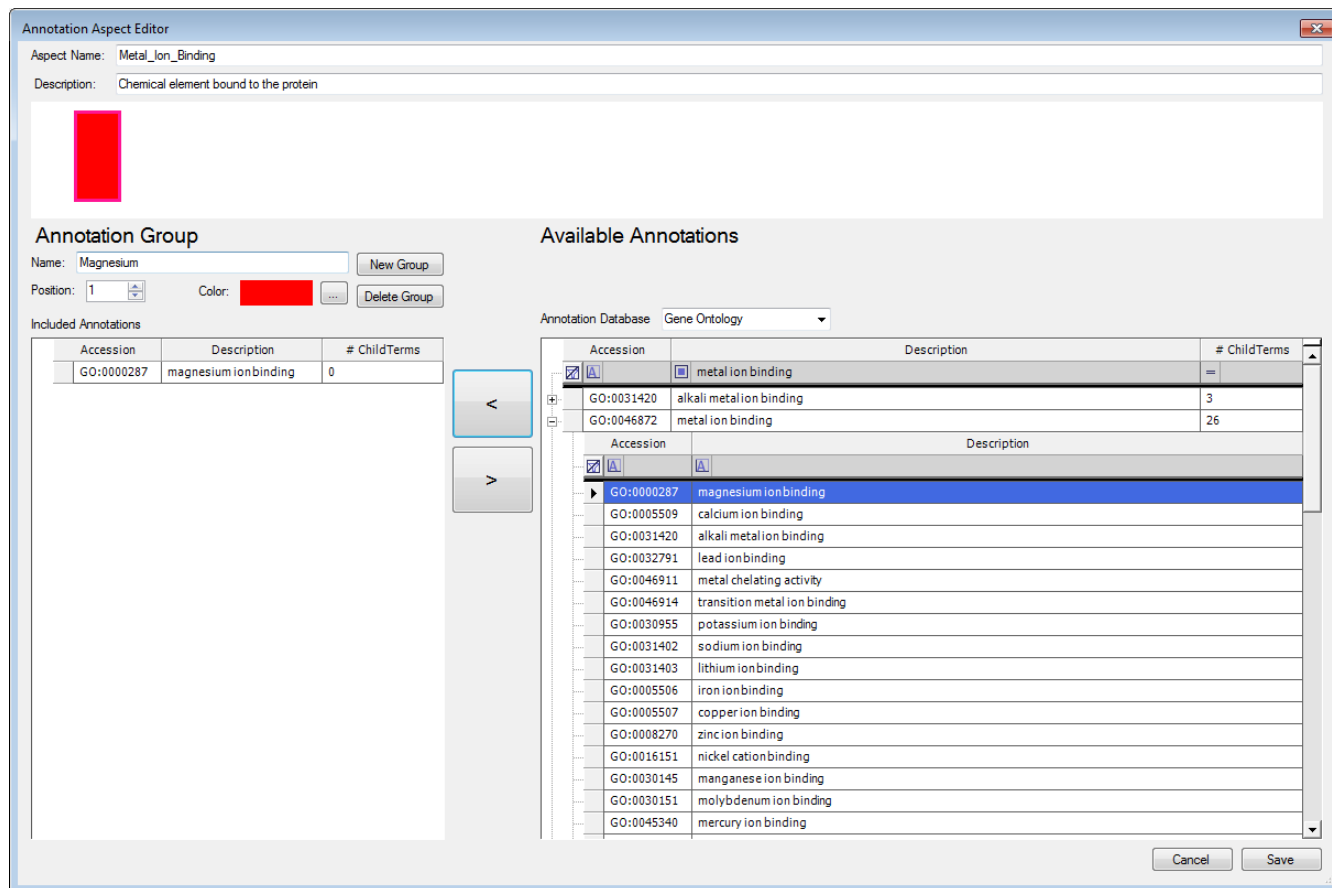 Annotation Aspect Editor
Aspect Name: Metal_Ion_Binding
Description: Chemical element bound to the protein
Annotation Group
Available Annotations
Name: Magnesium New Group
Position: 1 Color: ... Delete Group
Annotation Database Gene Ontology
Included Annotations
Accession Description # ChildTerms
GO:0000287 magnesium ion binding 0
<
>
Accession Description # ChildTerms
A metal ion binding =
GO:0031420 alkali metal ion binding 3
GO:0046872 metal ion binding 26
Accession Description
A A
GO:0000287 magnesium ion binding
GO:0005509 calcium ion binding
GO:0031420 alkali metal ion binding
GO:0032791 lead ion binding
GO:0046911 metal chelating activity
GO:0046914 transition metal ion binding
GO:0030955 potassium ion binding
GO:0031402 sodium ion binding
GO:0031403 lithium ion binding
GO:0005506 iron ion binding
GO:0005507 copper ion binding
GO:0008270 zinc ion binding
GO:0016151 nickel cation binding
GO:0030145 manganese ion binding
GO:0030151 molybdenum ion binding
GO:0045340 mercury ion binding
Cancel Save